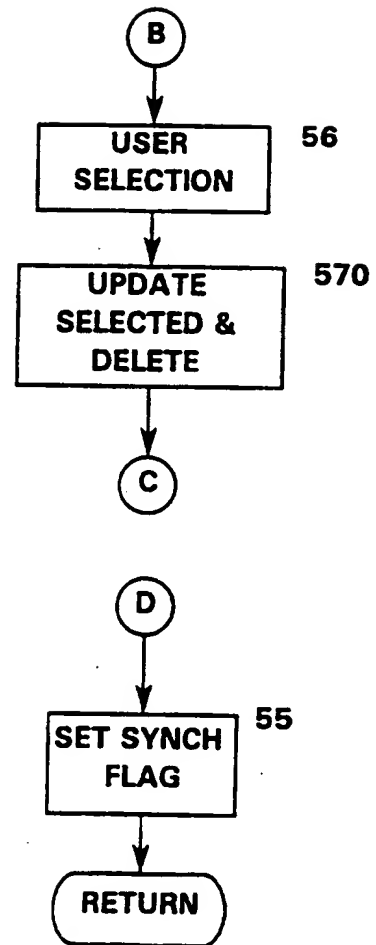 B
USER
SELECTION
56
UPDATE
SELECTED &
DELETE
570
C
D
SET SYNCH
FLAG
55
RETURN